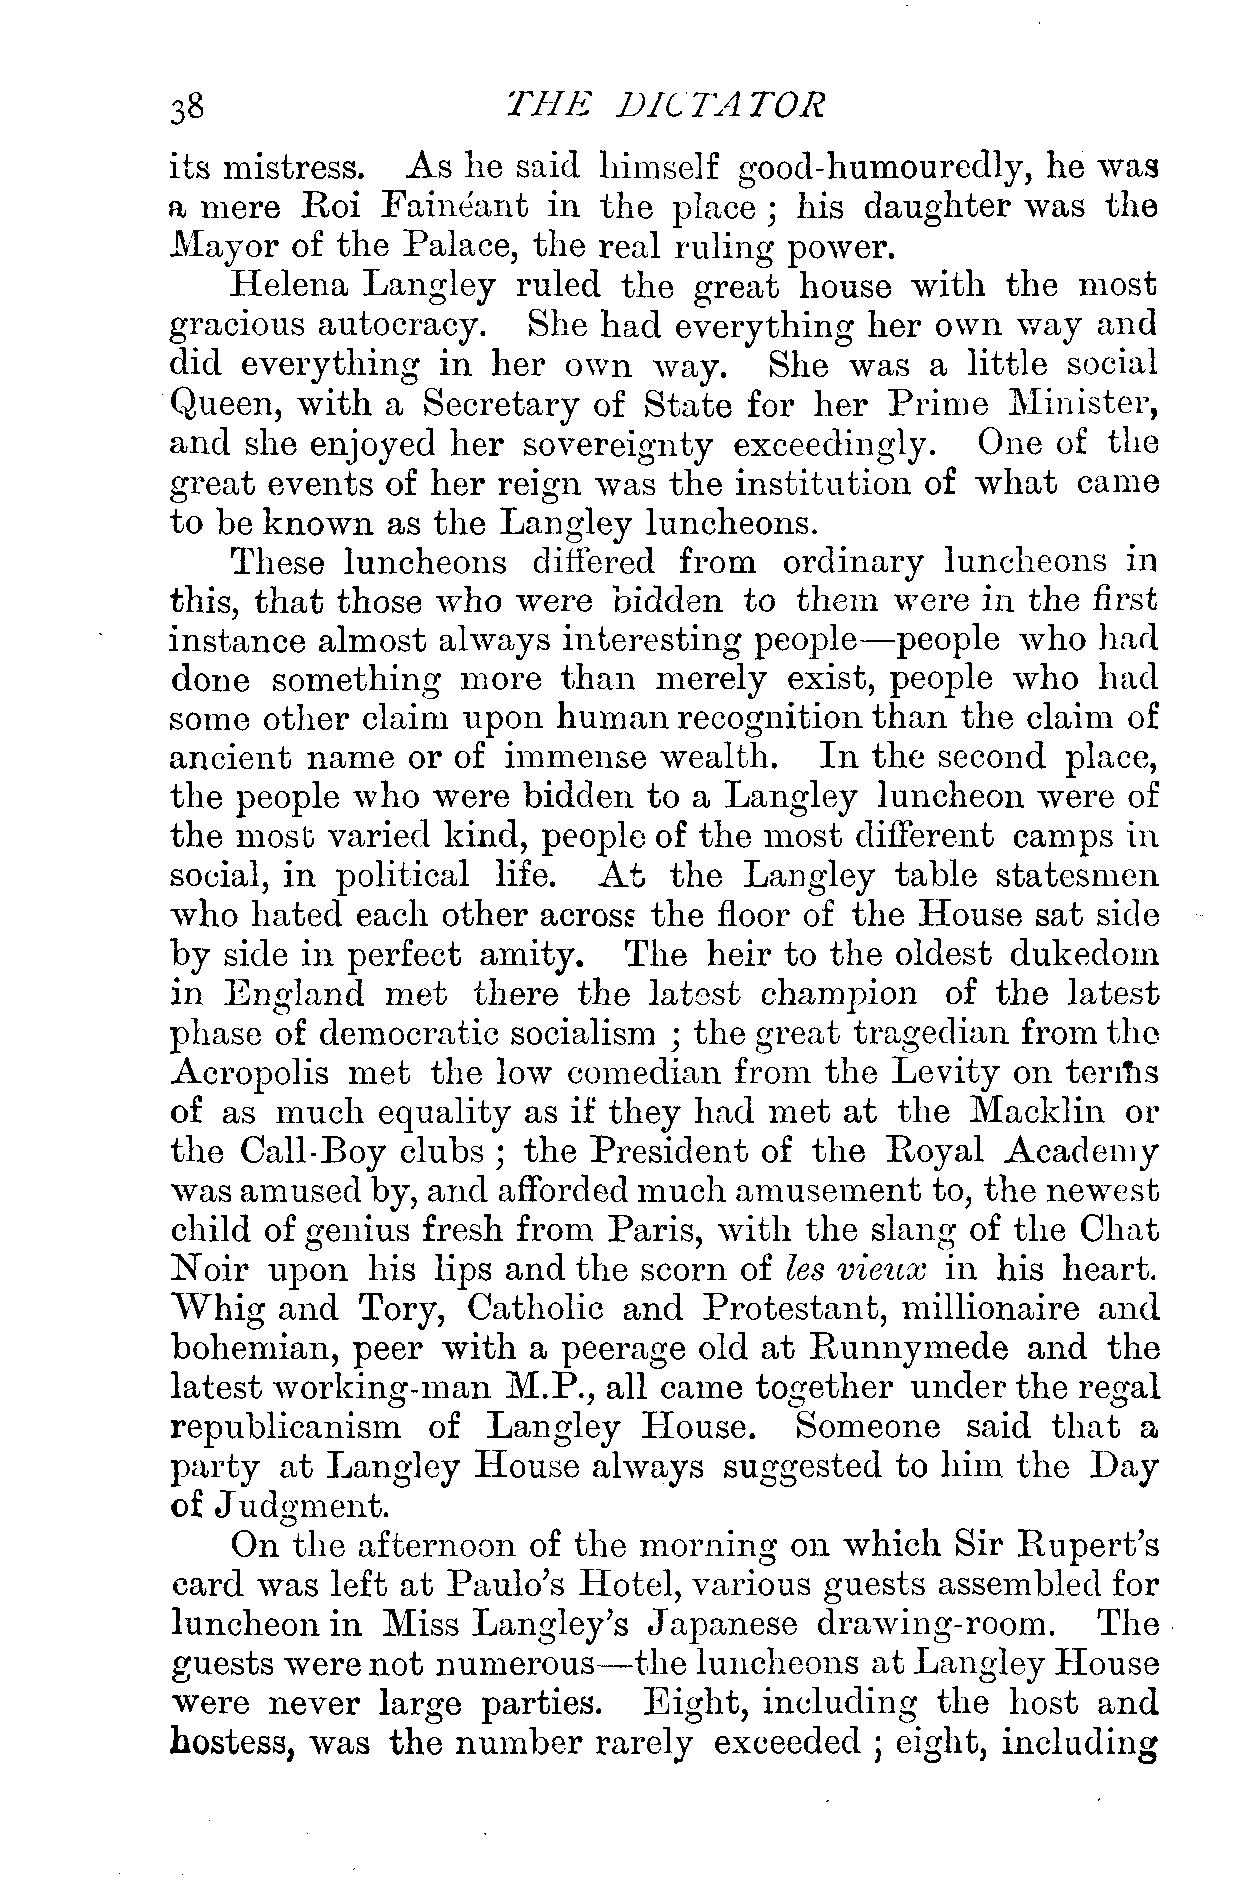 38 THE DICTATOR
its mistress. As he said himself good-humouredly, he was
a mere Roi Fainéant in the place ; his daughter was the
Mayor of the Palace, the real ruling power.
Helena Langley ruled the great house with the most
gracious autocracy. She had everything her own way and
did everything in her own way. She was a little social
Queen, with a Secretary of State for her Prime Minister,
and she enjoyed her sovereignty exceedingly. One of the
great events of her reign was the institution of what came
to be known as the Langley luncheons.
These luncheons differed from ordinary luncheons in
this, that those who were bidden to them were in the first
instance almost always interesting people—people who had
done something more than merely exist, people who had
some other claim upon human recognition than the claim of
ancient name or of immense wealth. In the second place,
the people who were bidden to a Langley luncheon were of
the most varied kind, people of the most different camps in
social, in political life. At the Langley table statesmen
who hated each other across the floor of the House sat side
by side in perfect amity. The heir to the oldest dukedom
in England met there the latest champion of the latest
phase of democratic socialism ; the great tragedian from the
Acropolis met the low comedian from the Levity on terms
of as much equality as if they had met at the Macklin or
the Call-Boy clubs ; the President of the Royal Academy
was amused by, and afforded much amusement to, the newest
child of genius fresh from Paris, with the slang of the Chat
Noir upon his lips and the scorn of les vieux in his heart.
Whig and Tory, Catholic and Protestant, millionaire and
bohemian, peer with a peerage old at Runnymede and the
latest working-man M.P., all came together under the regal
republicanism of Langley House. Someone said that a
party at Langley House always suggested to him the Day
of Judgment.
On the afternoon of the morning on which Sir Rupert's
card was left at Paulo's Hotel, various guests assembled for
luncheon in Miss Langley's Japanese drawing-room. The
guests were not numerous—the luncheons at Langley House
were never large parties. Eight, including the host and
hostess, was the number rarely exceeded ; eight, including